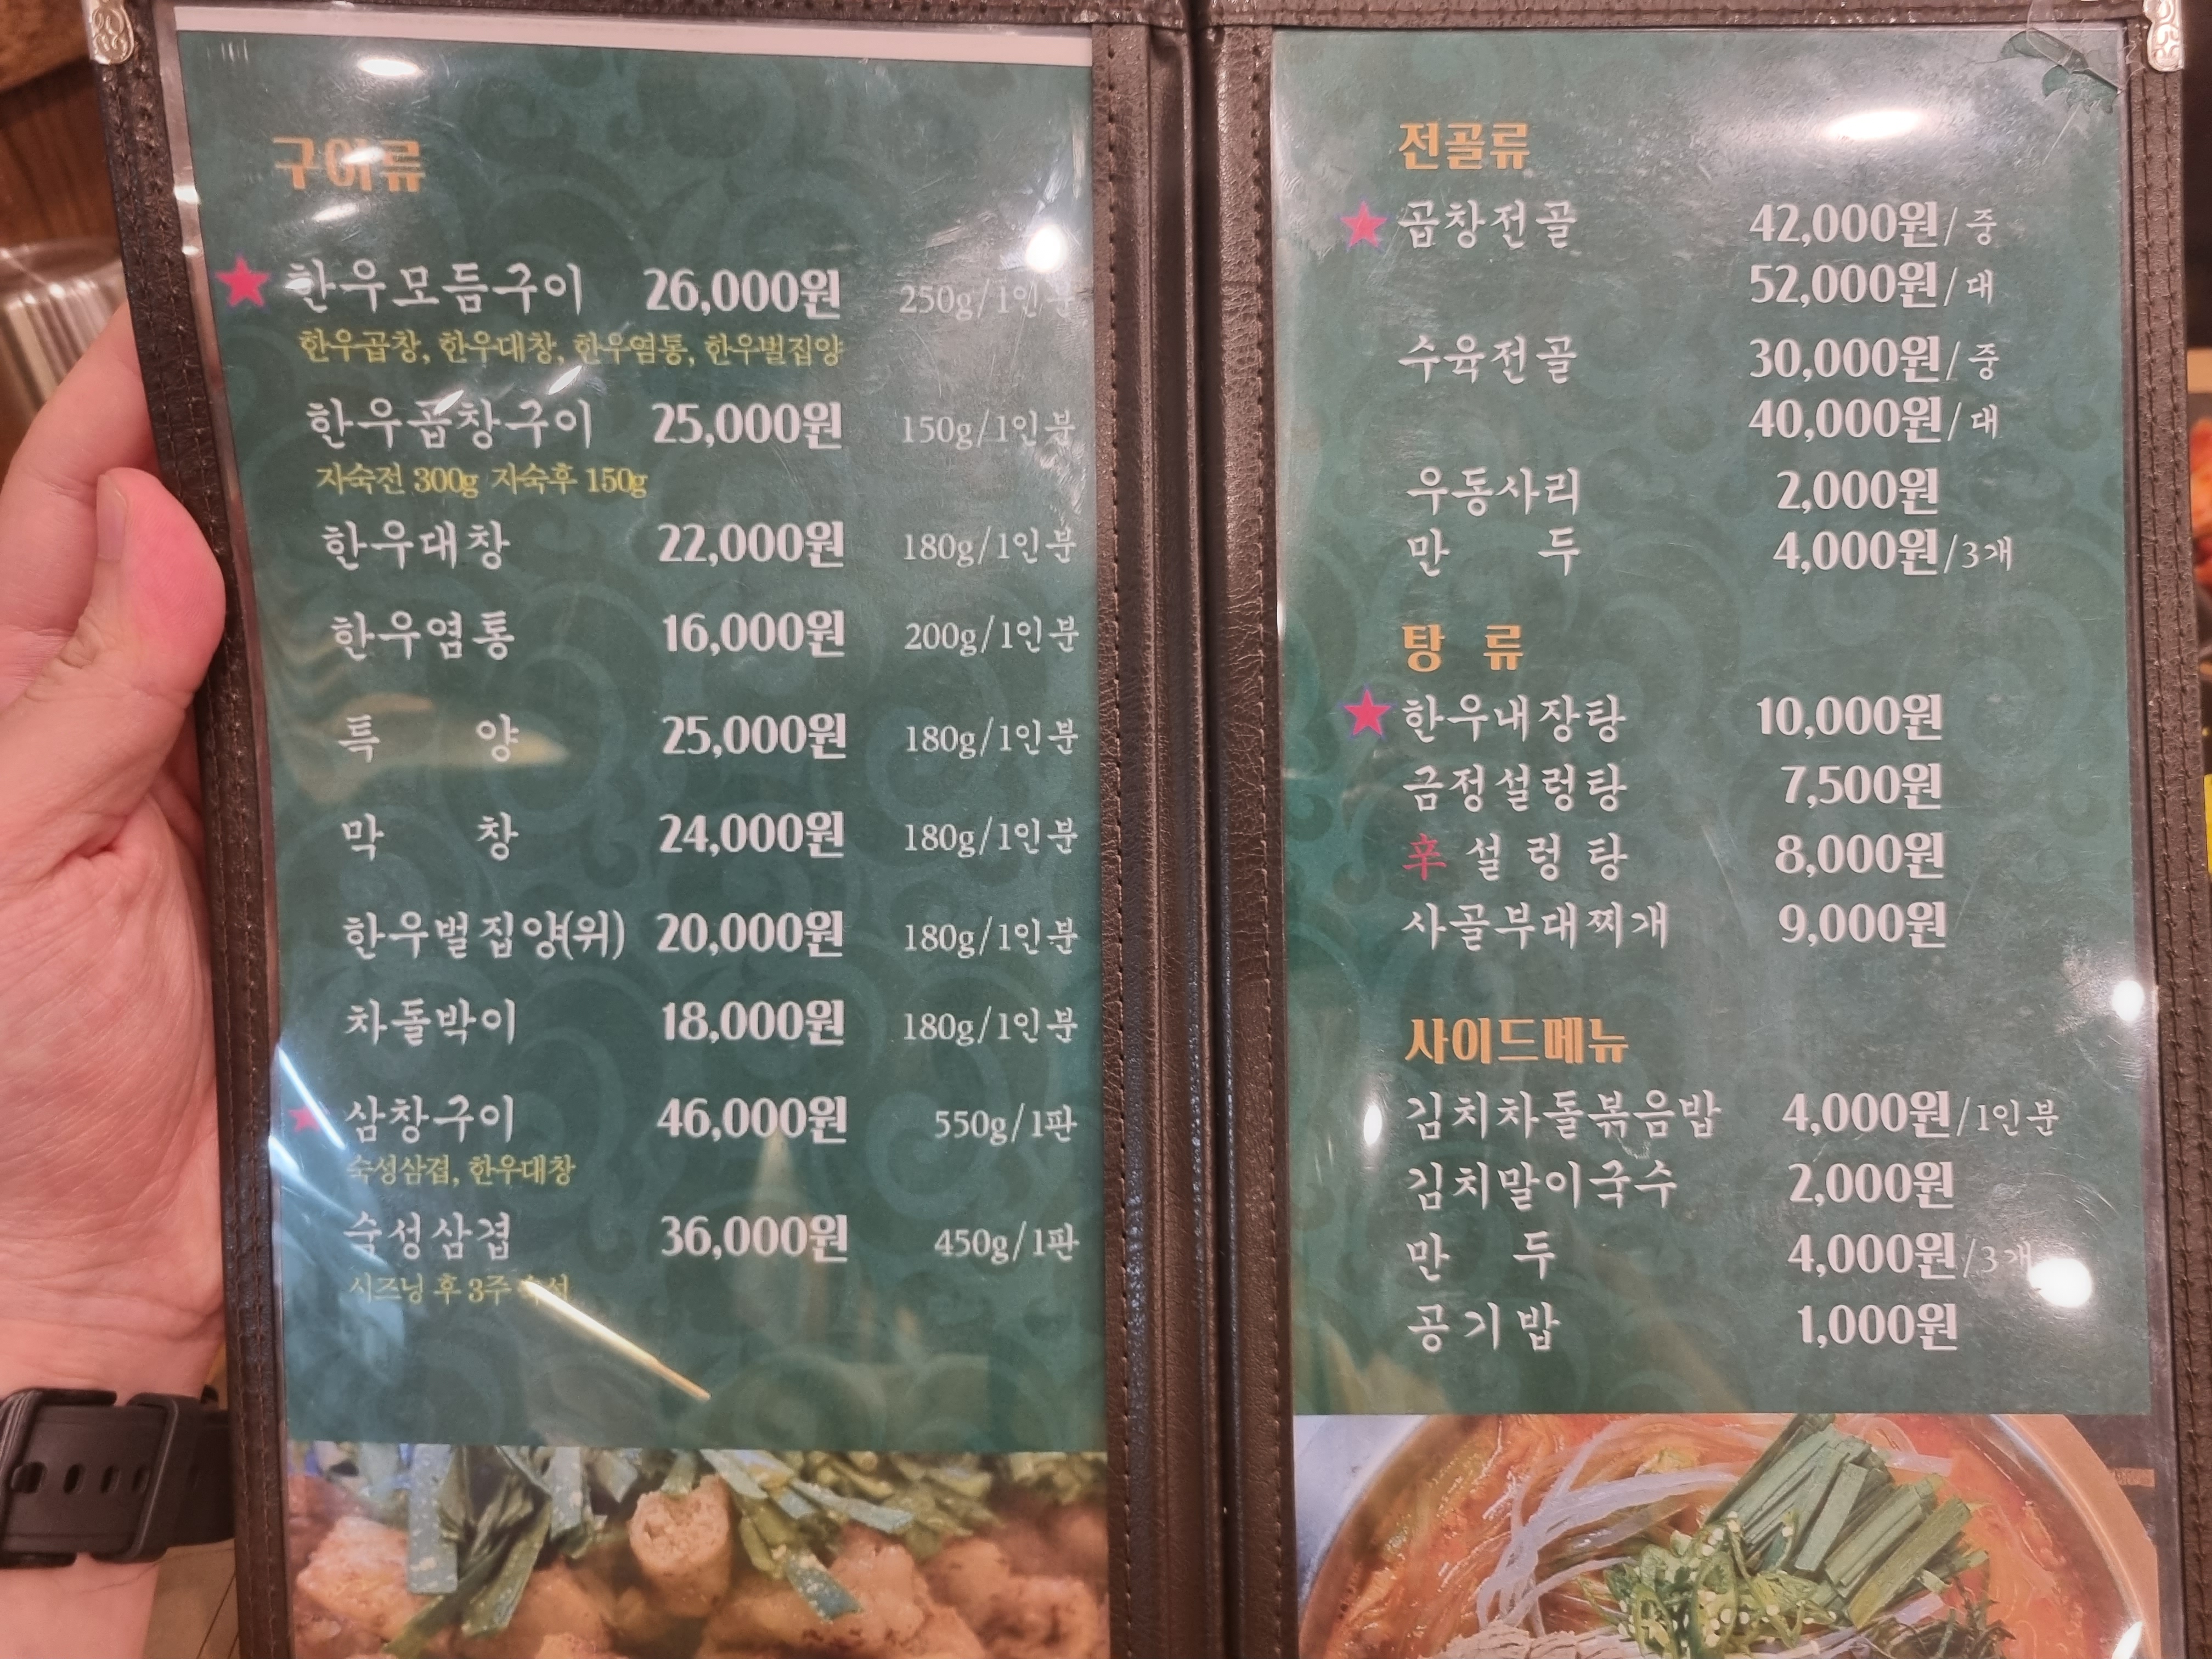 구이류
한우모듬구이 26,000원 250g/1인분
한우곱창, 한우대창, 한우염통, 한우벌집양
한우곱창구이 25,000원 150g/1인분
자숙전 300g 자숙후 150g
한우대창 22,000원 180g/1인분
한우염통 16,000원 200g/1인분
특 양 25,000원 180g/1인분
막 창 24,000원 180g/1인분
한우벌집양(위) 20,000원 180g/1인분
차돌박이 18,000원 180g/1인분
삼창구이 46,000원 550g/1판
숙성삼겹, 한우대창
숙성삼겹 36,000원 450g/1판
시즈닝 후 3주 숙성
전골류
곱창전골 42,000원/중
52,000원/대
수육전골 30,000원/중
40,000원/대
우동사리 2,000원
만 두 4,000원/3개
탕 류
한우내장탕 10,000원
금정설렁탕 7,500원
辛 설렁탕 8,000원
사골부대찌개 9,000원
사이드메뉴
김치차돌볶음밥 4,000원/1인분
김치말이국수 2,000원
만 두 4,000원/3개
공기밥 1,000원